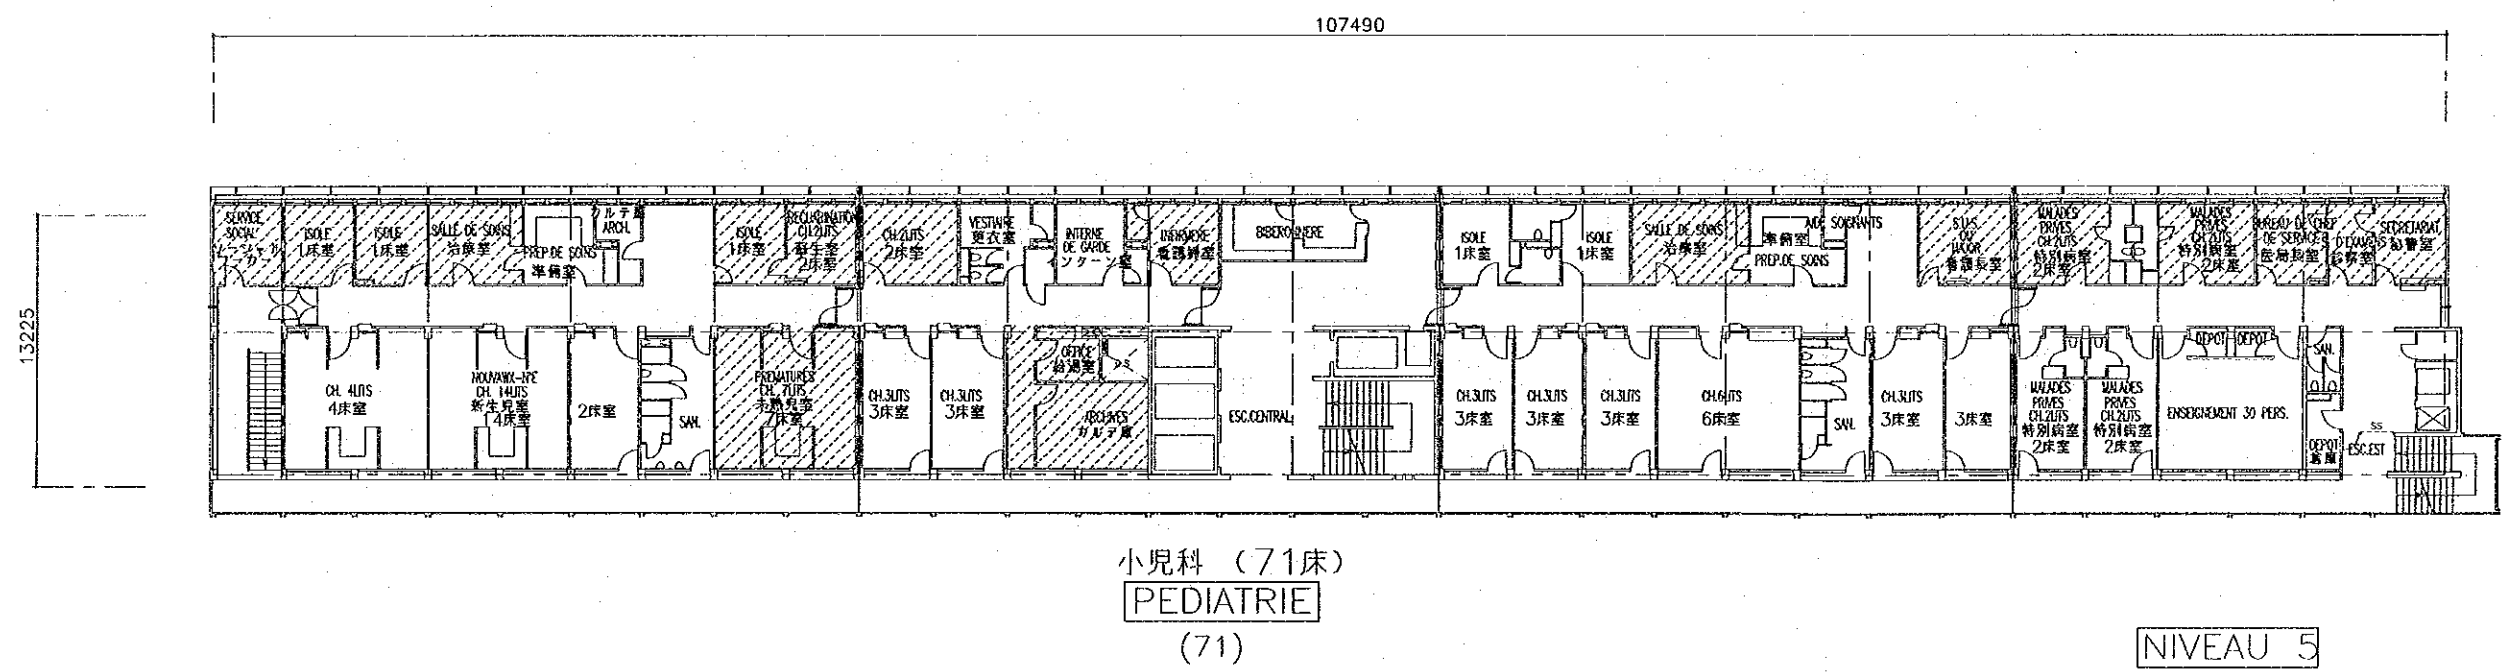 107490
13225
SERVICE
SOCIAL
ISOLE
1床室
ISOLE
1床室
SALLE DE SOINS
治療室
PREP.DE SOINS
準備室
カルテ庫
ARCH.
ISOLE
1床室
CH.2LITS
蘇生室
2床室
CH.2LITS
2床室
VESTIAIRE
更衣室
INTERNE
DE GARDE
インターン室
INFIRMIERE
看護婦室
BIBERONNERIE
ISOLE
1床室
ISOLE
1床室
SALLE DE SOINS
治療室
準備室
PREP.DE SOINS
AIDE SOIGNANTS
看護長室
MALADES
PRIVES
CH.2LITS
特別病室
2床室
MALADES
PRIVES
CH.2LITS
特別病室
2床室
BUREAU DE CHEF
DE SERVICE
医局長室
診察室
SECRETARIAT
秘書室
CH. 4LITS
4床室
CH. 14LITS
新生児室
14床室
2床室
SAN.
PREMATURES
CH. 7LITS
未熟児室
7床室
CH.3LITS
3床室
CH.3LITS
3床室
OFFICE
給湯室
ARCHIVES
カルテ庫
ESC.CENTRAL
CH.3LITS
3床室
CH.3LITS
3床室
CH.3LITS
3床室
CH.6LITS
6床室
SAN.
CH.3LITS
3床室
3床室
MALADES
PRIVES
CH.2LITS
特別病室
2床室
MALADES
PRIVES
CH.2LITS
特別病室
2床室
DEPOT
DEPOT
ENSEIGNEMENT 30 PERS.
SAN.
DEPOT
倉庫
SS
ESC.EST
小児科 (71床)
PEDIATRIE
(71)
NIVEAU 5